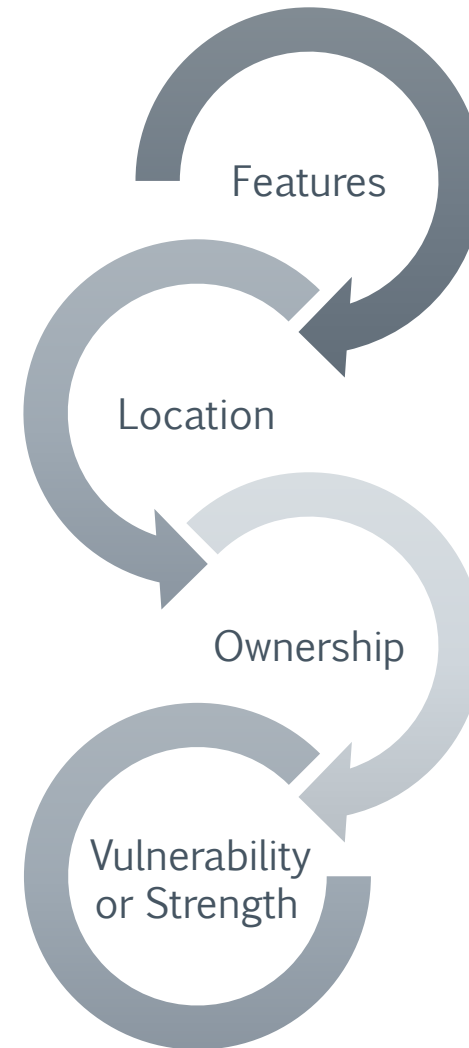 Features
Location
Ownership
Vulnerability
or Strength